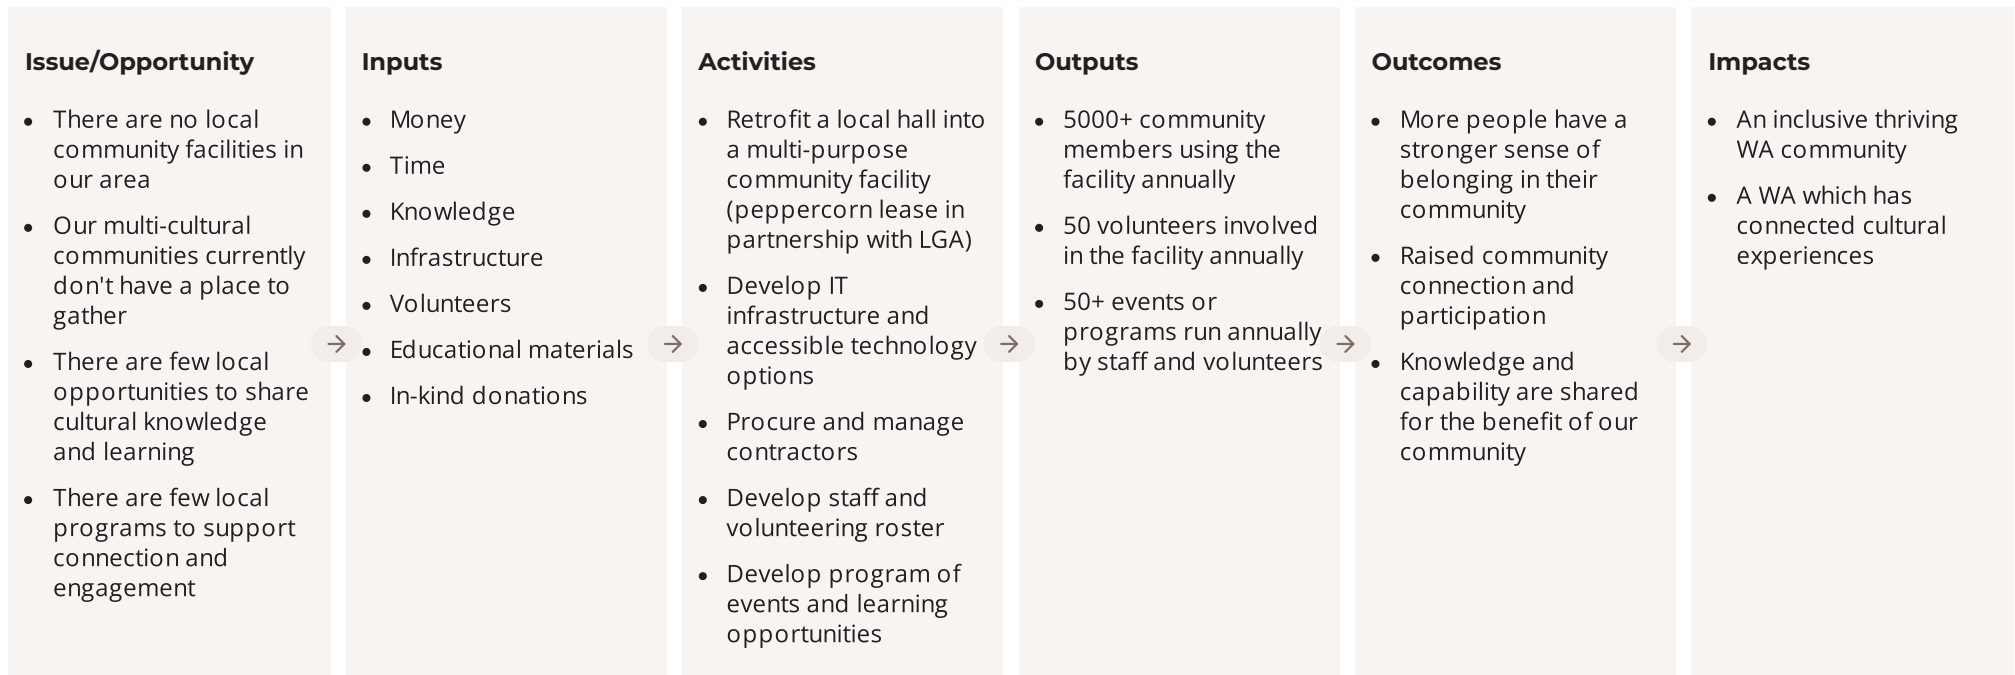 Issue/Opportunity
There are no local
community facilities in
our area
Our multi-cultural
communities currently
don't have a place to
gather
There are few local
opportunities to share
cultural knowledge
and learning
There are few local
programs to support
connection and
engagement
Inputs
Money
Time
Knowledge
Infrastructure
Volunteers
Educational materials
In-kind donations
Activities
Retrofit a local hall into
a multi-purpose
community facility
(peppercorn lease in
partnership with LGA)
Develop IT
infrastructure and
accessible technology
options
Procure and manage
contractors
Develop staff and
volunteering roster
Develop program of
events and learning
opportunities
Outputs
5000+ community
members using the
facility annually
50 volunteers involved
in the facility annually
50+ events or
programs run annually
by staff and volunteers
Outcomes
More people have a
stronger sense of
belonging in their
community
Raised community
connection and
participation
Knowledge and
capability are shared
for the benefit of our
community
Impacts
An inclusive thriving
WA community
A WA which has
connected cultural
experiences